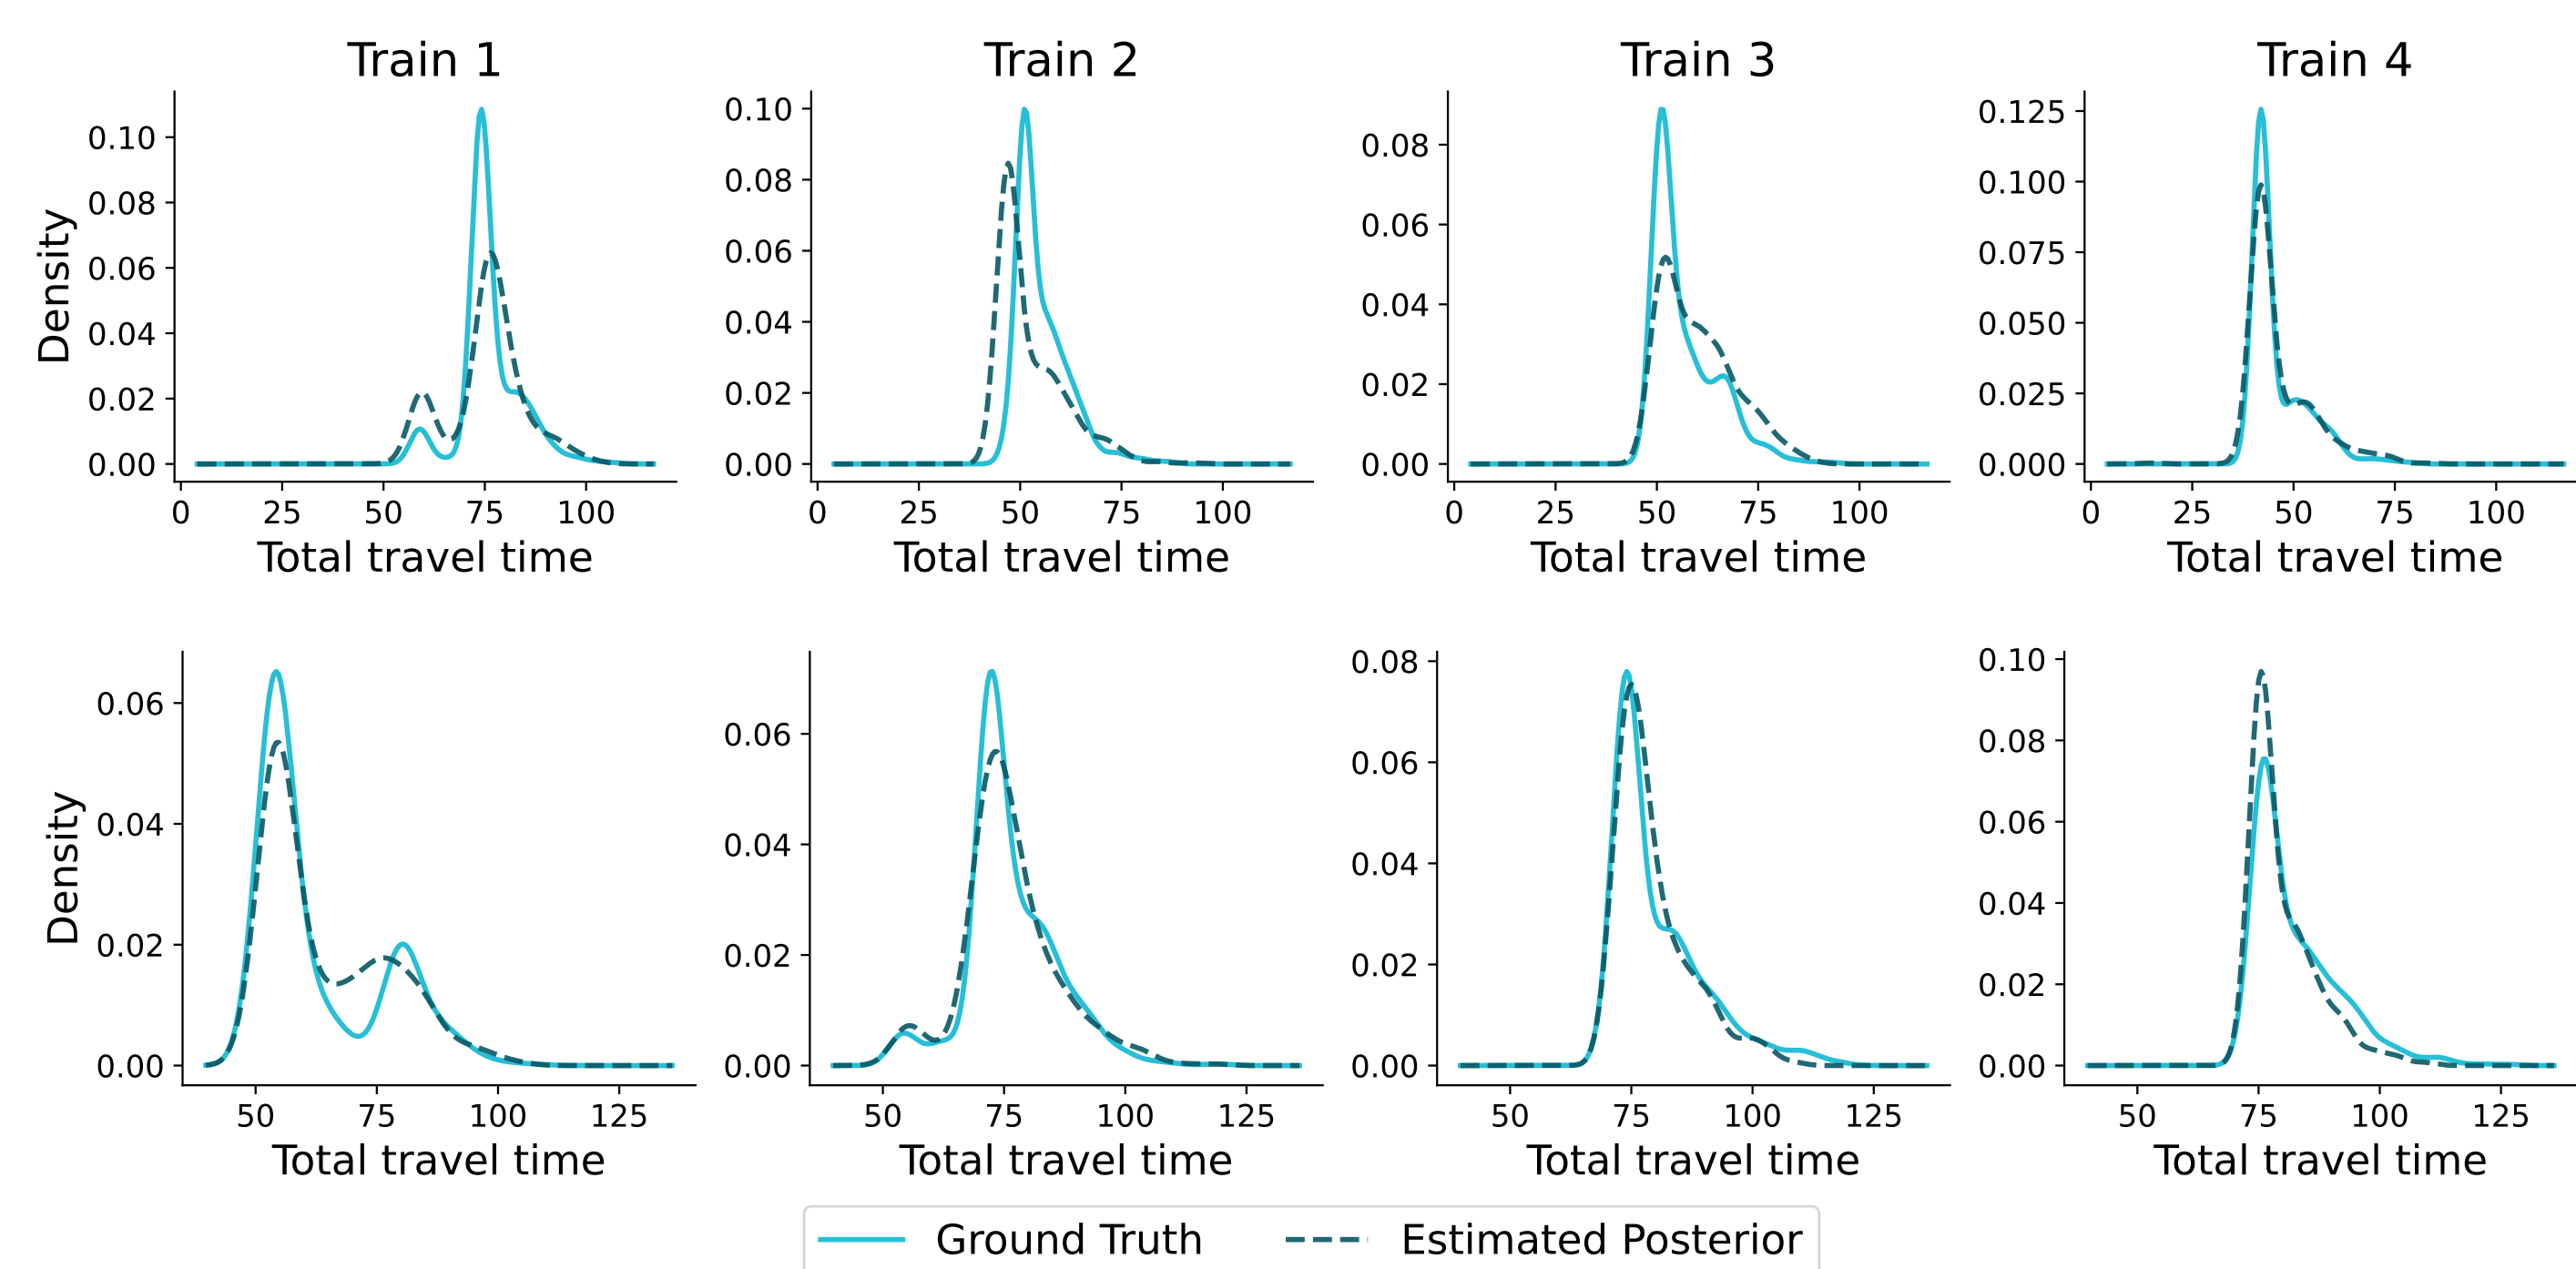 Train 1 Train 2 Train 3 Train 4
Density
0.10 0.08 0.06 0.04 0.02 0.00
0 25 50 75 100
Total travel time
0.10 0.08 0.06 0.04 0.02 0.00
0 25 50 75 100
Total travel time
0.08 0.06 0.04 0.02 0.00
0 25 50 75 100
Total travel time
0.125 0.100 0.075 0.050 0.025 0.000
0 25 50 75 100
Total travel time
Density
0.06 0.04 0.02 0.00
50 75 100 125
Total travel time
0.06 0.04 0.02 0.00
50 75 100 125
Total travel time
0.08 0.06 0.04 0.02 0.00
50 75 100 125
Total travel time
0.10 0.08 0.06 0.04 0.02 0.00
50 75 100 125
Total travel time
Ground Truth Estimated Posterior